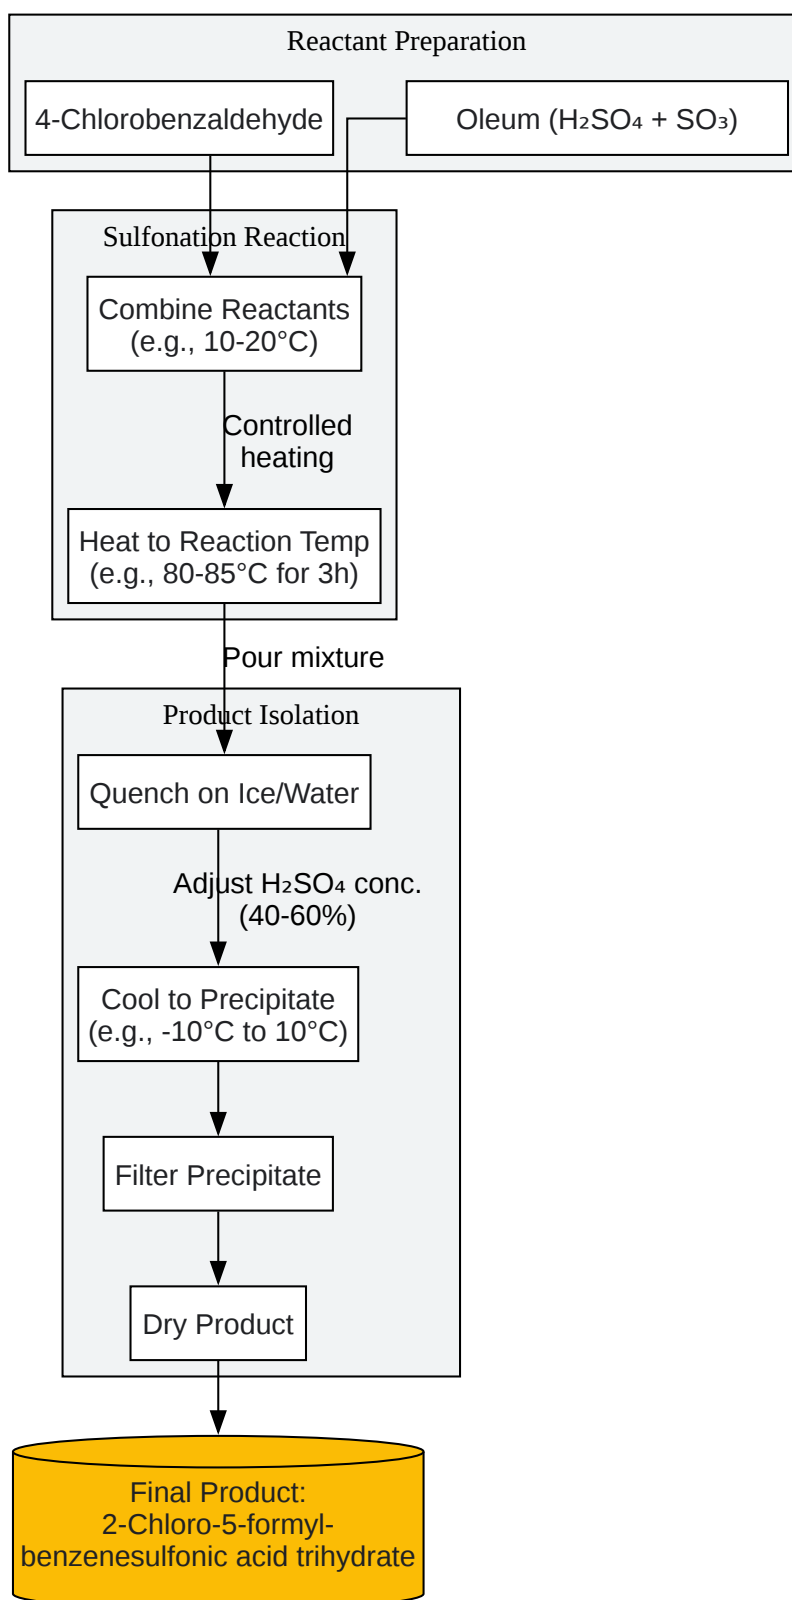 Reactant Preparation
4-Chlorobenzaldehyde
Oleum (H₂SO₄ + SO₃)
Sulfonation Reaction
Combine Reactants
(e.g., 10-20°C)
Controlled
heating
Heat to Reaction Temp
(e.g., 80-85°C for 3h)
Pour mixture
Product Isolation
Quench on Ice/Water
Adjust H₂SO₄ conc.
(40-60%)
Cool to Precipitate
(e.g., -10°C to 10°C)
Filter Precipitate
Dry Product
Final Product:
2-Chloro-5-formyl-
benzenesulfonic acid trihydrate